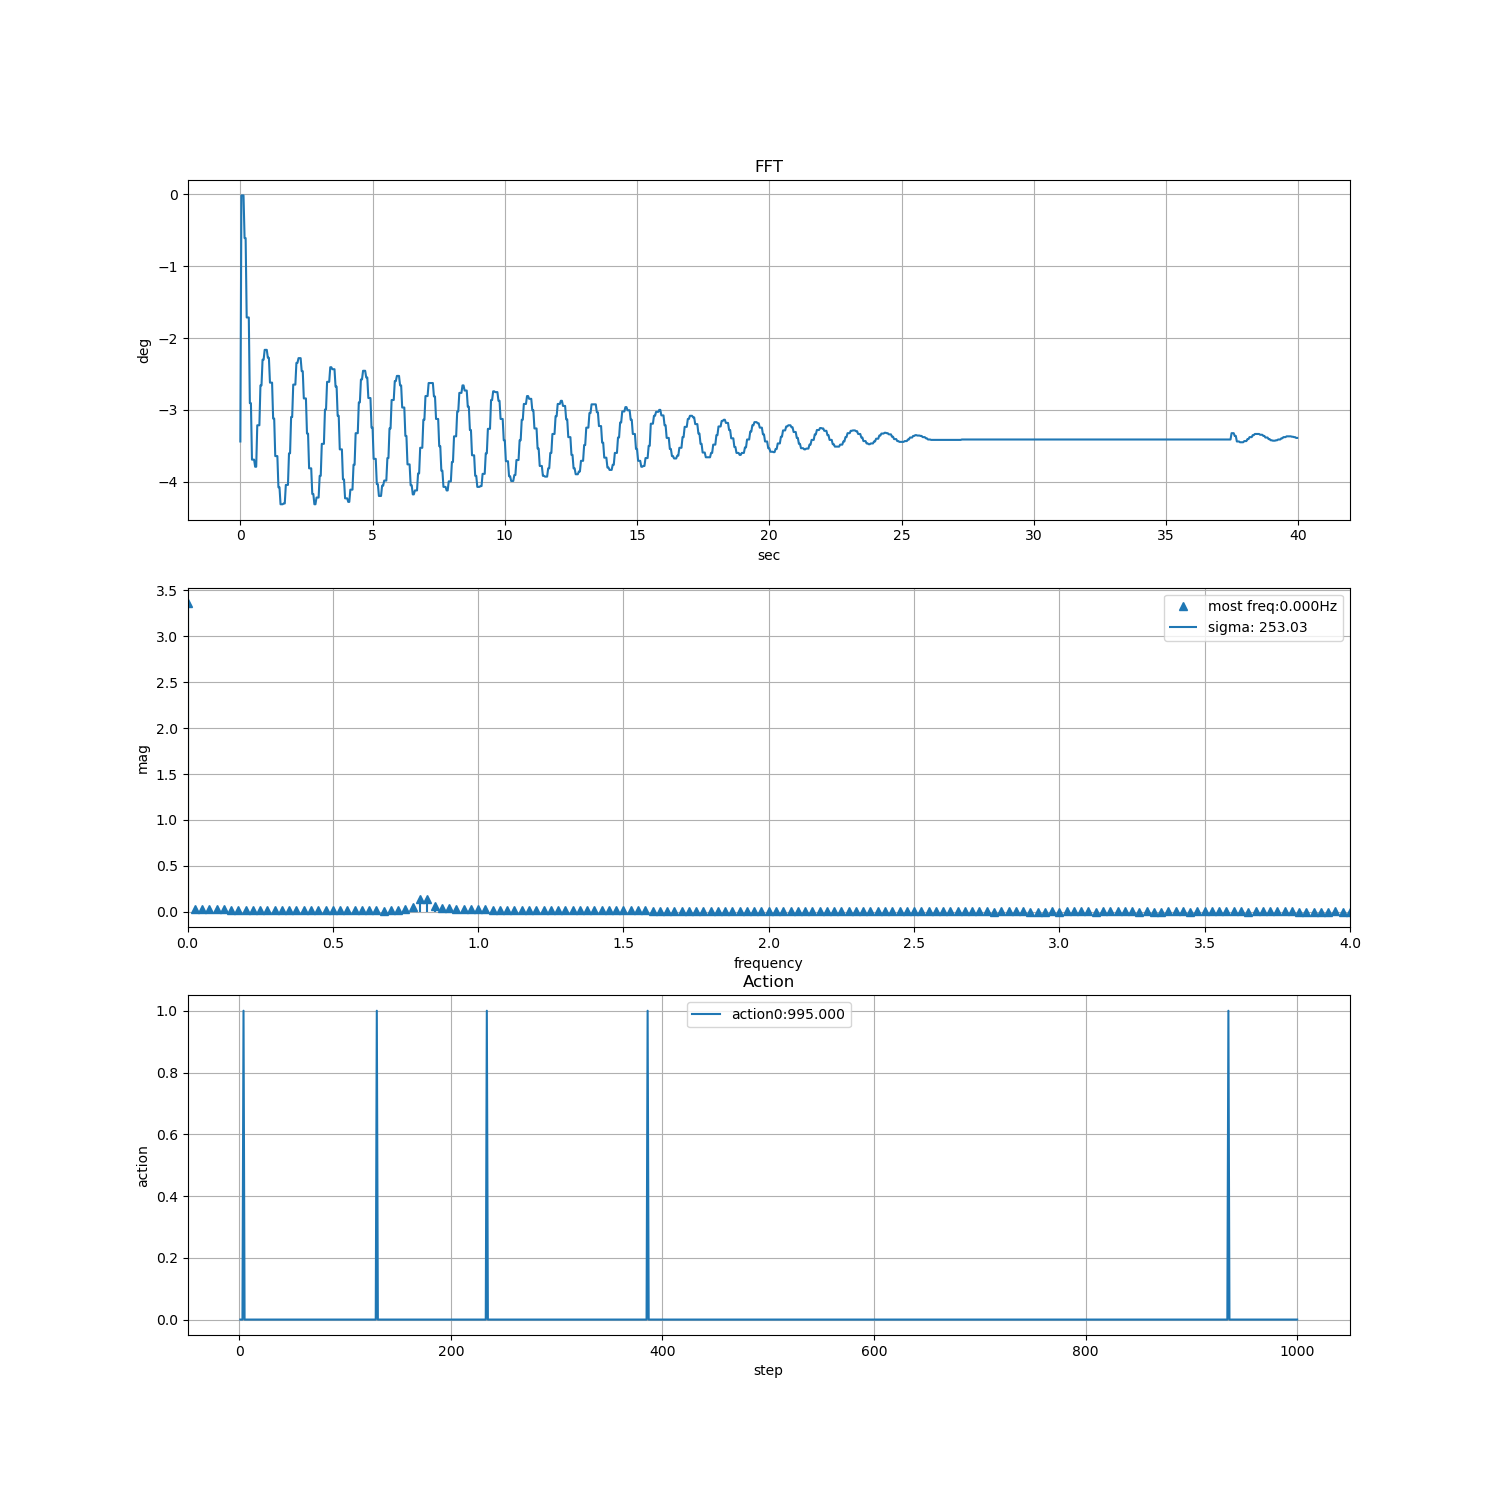 FFT
0
−1
−2
−3
−4
deg
0 5 10 15 20 25 30 35 40
sec
3.5
3.0
2.5
2.0
1.5
1.0
0.5
0.0
mag
most freq:0.000Hz
sigma: 253.03
0.0 0.5 1.0 1.5 2.0 2.5 3.0 3.5 4.0
frequency
Action
1.0
0.8
0.6
0.4
0.2
0.0
action
action0:995.000
0 200 400 600 800 1000
step